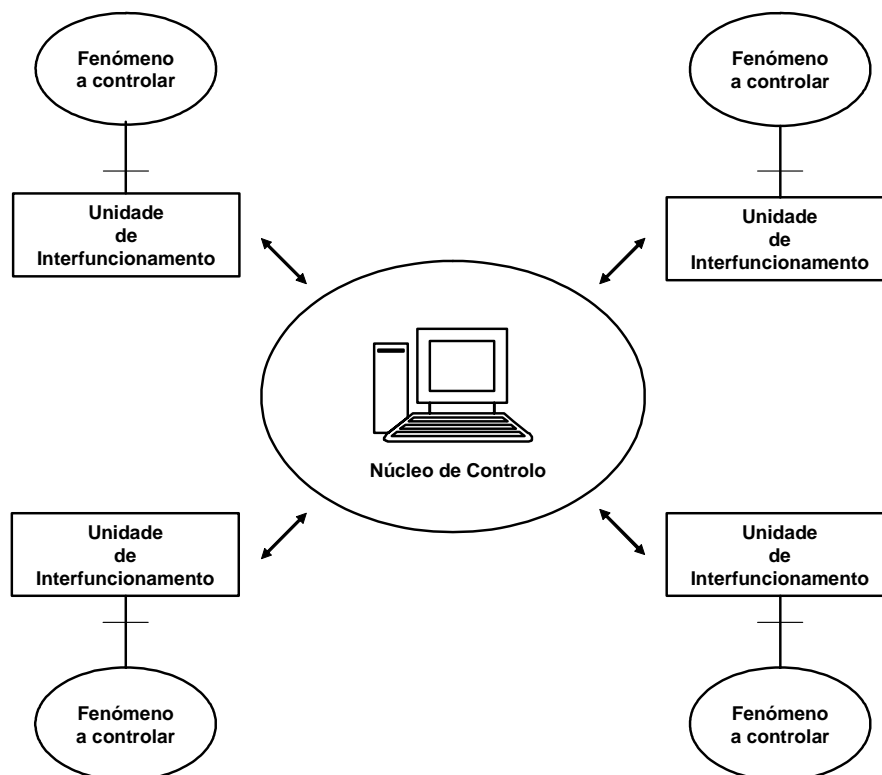 Fenómeno
a controlar
Fenómeno
a controlar
Unidade
de
Interfuncionamento
Unidade
de
Interfuncionamento
Núcleo de Controlo
Unidade
de
Interfuncionamento
Unidade
de
Interfuncionamento
Fenómeno
a controlar
Fenómeno
a controlar